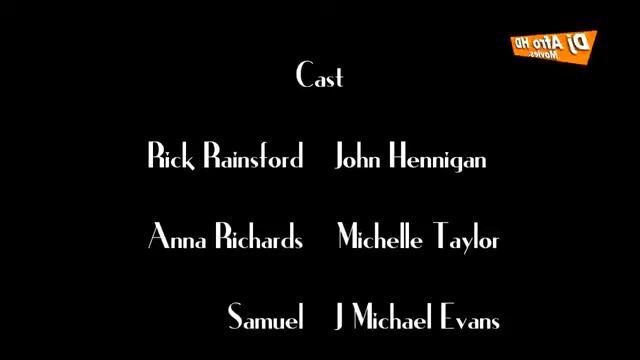 Dj Afro HD
Movies:.
Cast
Rick Rainsford John Hennigan
Anna Richards Michelle Taylor
Samuel J Michael Evans